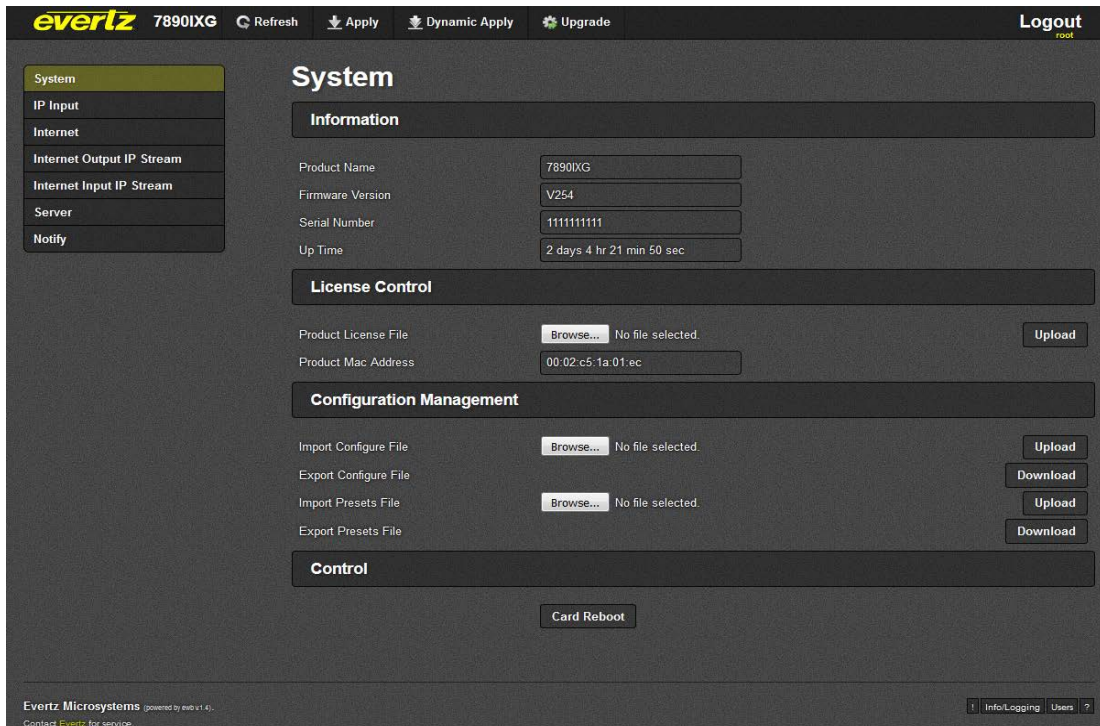 evertz 7890IXG Refresh Apply Dynamic Apply Upgrade Logout
root
System
IP Input
Internet
Internet Output IP Stream
Internet Input IP Stream
Server
Notify
System
Information
Product Name 7890IXG
Firmware Version V254
Serial Number 1111111111
Up Time 2 days 4 hr 21 min 50 sec
License Control
Product License File Browse... No file selected. Upload
Product Mac Address 00:02:c5:1a:01:ec
Configuration Management
Import Configure File Browse... No file selected. Upload
Export Configure File Download
Import Presets File Browse... No file selected. Upload
Export Presets File Download
Control
Card Reboot
Evertz Microsystems (powered by ewb v1.4).
Contact Evertz for service.
! Info/Logging Users ?